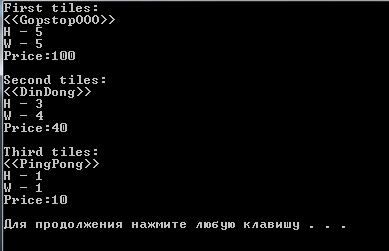 First tiles:
<<Gopstop000>>
H - 5
W - 5
Price:100
Second tiles:
<<DinDong>>
H - 3
W - 4
Price:40
Third tiles:
<<PingPong>>
H - 1
W - 1
Price:10
Для продолжения нажмите любую клавишу . . .